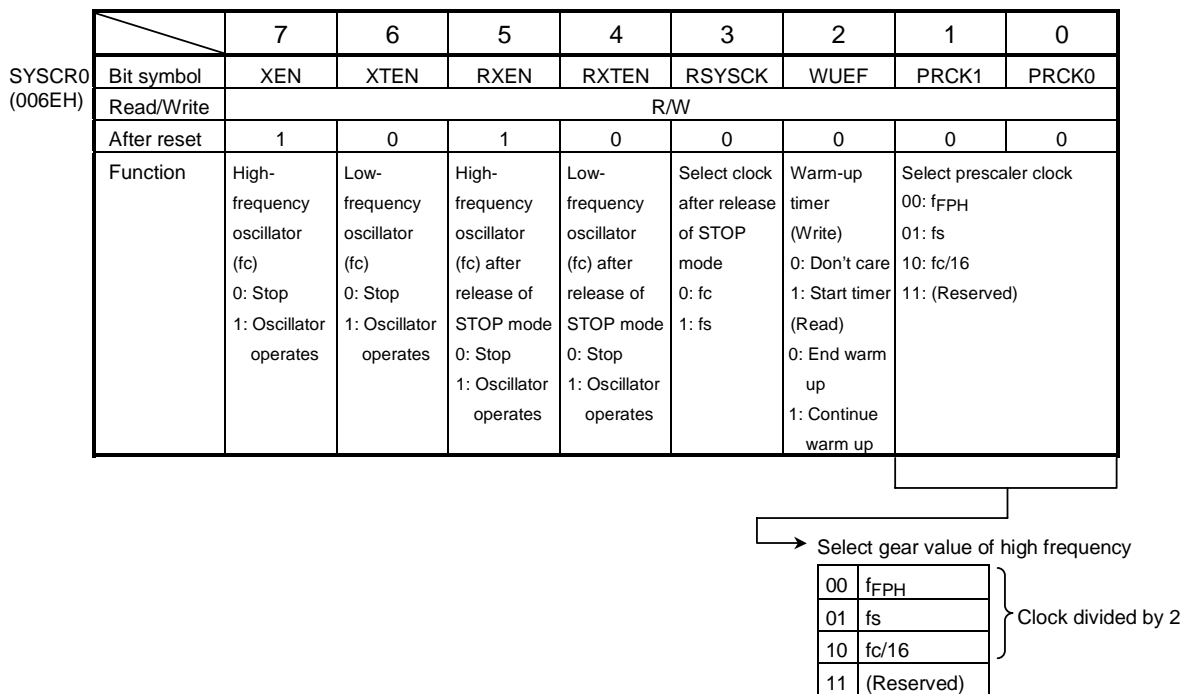 7 6 5 4 3 2 1 0
SYSCR0 Bit symbol XEN XTEN RXEN RXTEN RSYSCK WUEF PRCK1 PRCK0
(006EH) Read/Write R/W
After reset 1 0 1 0 0 0 0 0
Function High- Low- High- Low- Select clock Warm-up Select prescaler clock
frequency frequency frequency frequency after release timer 00: fFPH
oscillator oscillator oscillator oscillator of STOP (Write) 01: fs
(fc) (fc) (fc) after (fc) after mode 0: Don't care 10: fc/16
0: Stop 0: Stop release of release of 0: fc 1: Start timer 11: (Reserved)
1: Oscillator 1: Oscillator STOP mode STOP mode 1: fs (Read)
operates operates 0: Stop 0: Stop 0: End warm
1: Oscillator 1: Oscillator up
operates operates 1: Continue
warm up
Select gear value of high frequency
00 fFPH
01 fs Clock divided by 2
10 fc/16
11 (Reserved)